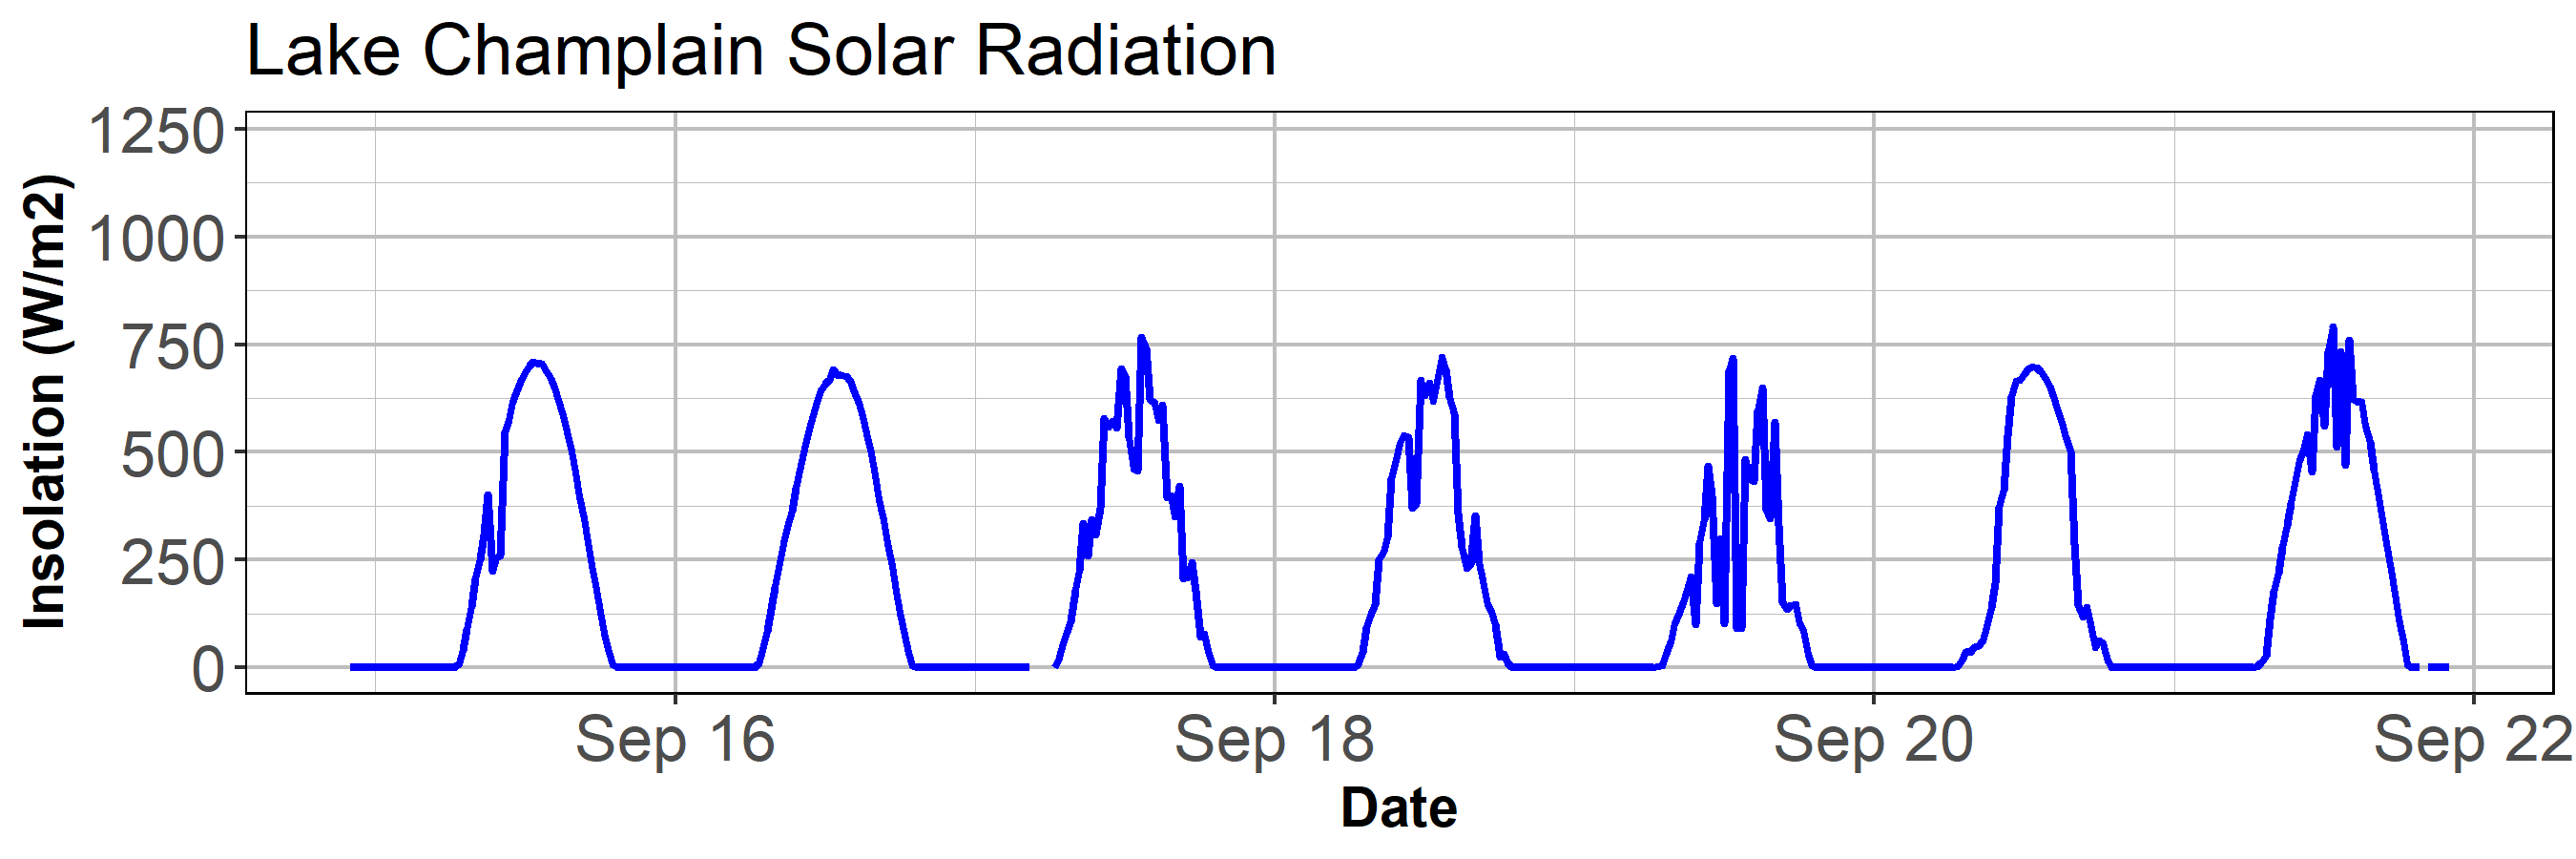 Lake Champlain Solar Radiation
1250
1000
750
500
250
0
Insolation (W/m2)
Sep 16
Sep 18
Sep 20
Sep 22
Date